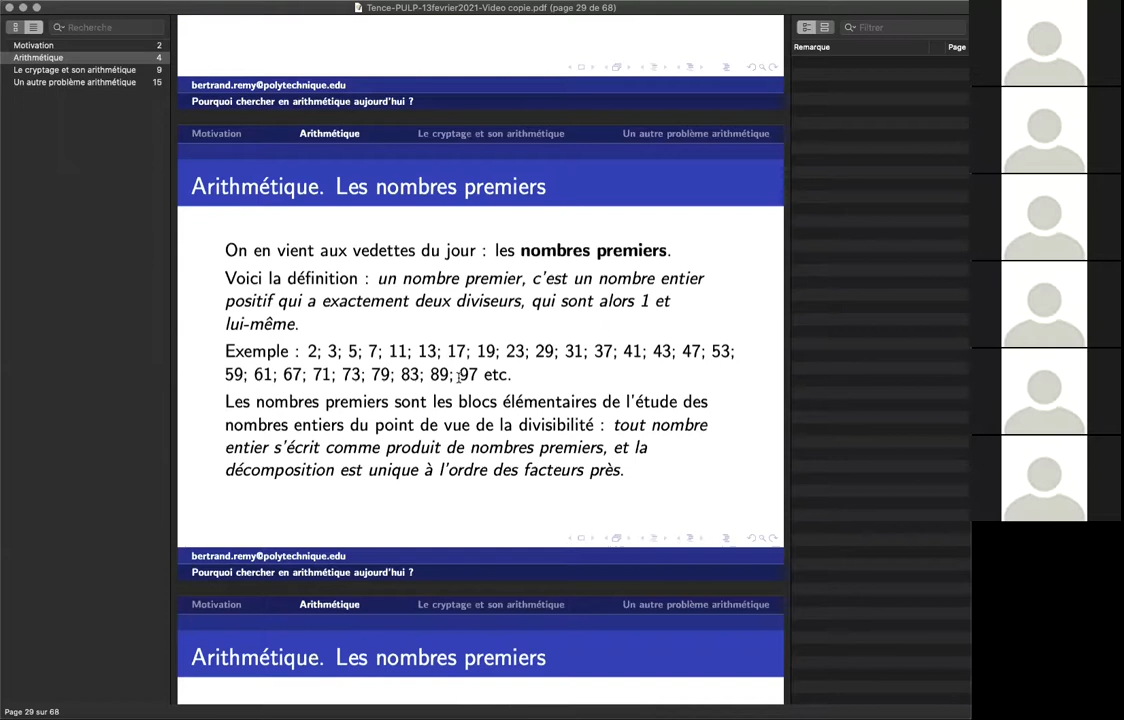 Tence-PULP-13fevrier2021-Video copie.pdf (page 29 de 68)
Recherche
Filtrer
Motivation 2
Arithmétique 4
Le cryptage et son arithmétique 9
Un autre problème arithmétique 15
Remarque Page
bertrand.remy@polytechnique.edu
Pourquoi chercher en arithmétique aujourd'hui ?
Motivation Arithmétique Le cryptage et son arithmétique Un autre problème arithmétique
Arithmétique. Les nombres premiers
On en vient aux vedettes du jour : les nombres premiers.
Voici la définition : un nombre premier, c'est un nombre entier
positif qui a exactement deux diviseurs, qui sont alors 1 et
lui-même.
Exemple : 2; 3; 5; 7; 11; 13; 17; 19; 23; 29; 31; 37; 41; 43; 47; 53;
59; 61; 67; 71; 73; 79; 83; 89; 97 etc.
Les nombres premiers sont les blocs élémentaires de l'étude des
nombres entiers du point de vue de la divisibilité : tout nombre
entier s'écrit comme produit de nombres premiers, et la
décomposition est unique à l'ordre des facteurs près.
bertrand.remy@polytechnique.edu
Pourquoi chercher en arithmétique aujourd'hui ?
Motivation Arithmétique Le cryptage et son arithmétique Un autre problème arithmétique
Arithmétique. Les nombres premiers
Page 29 sur 68